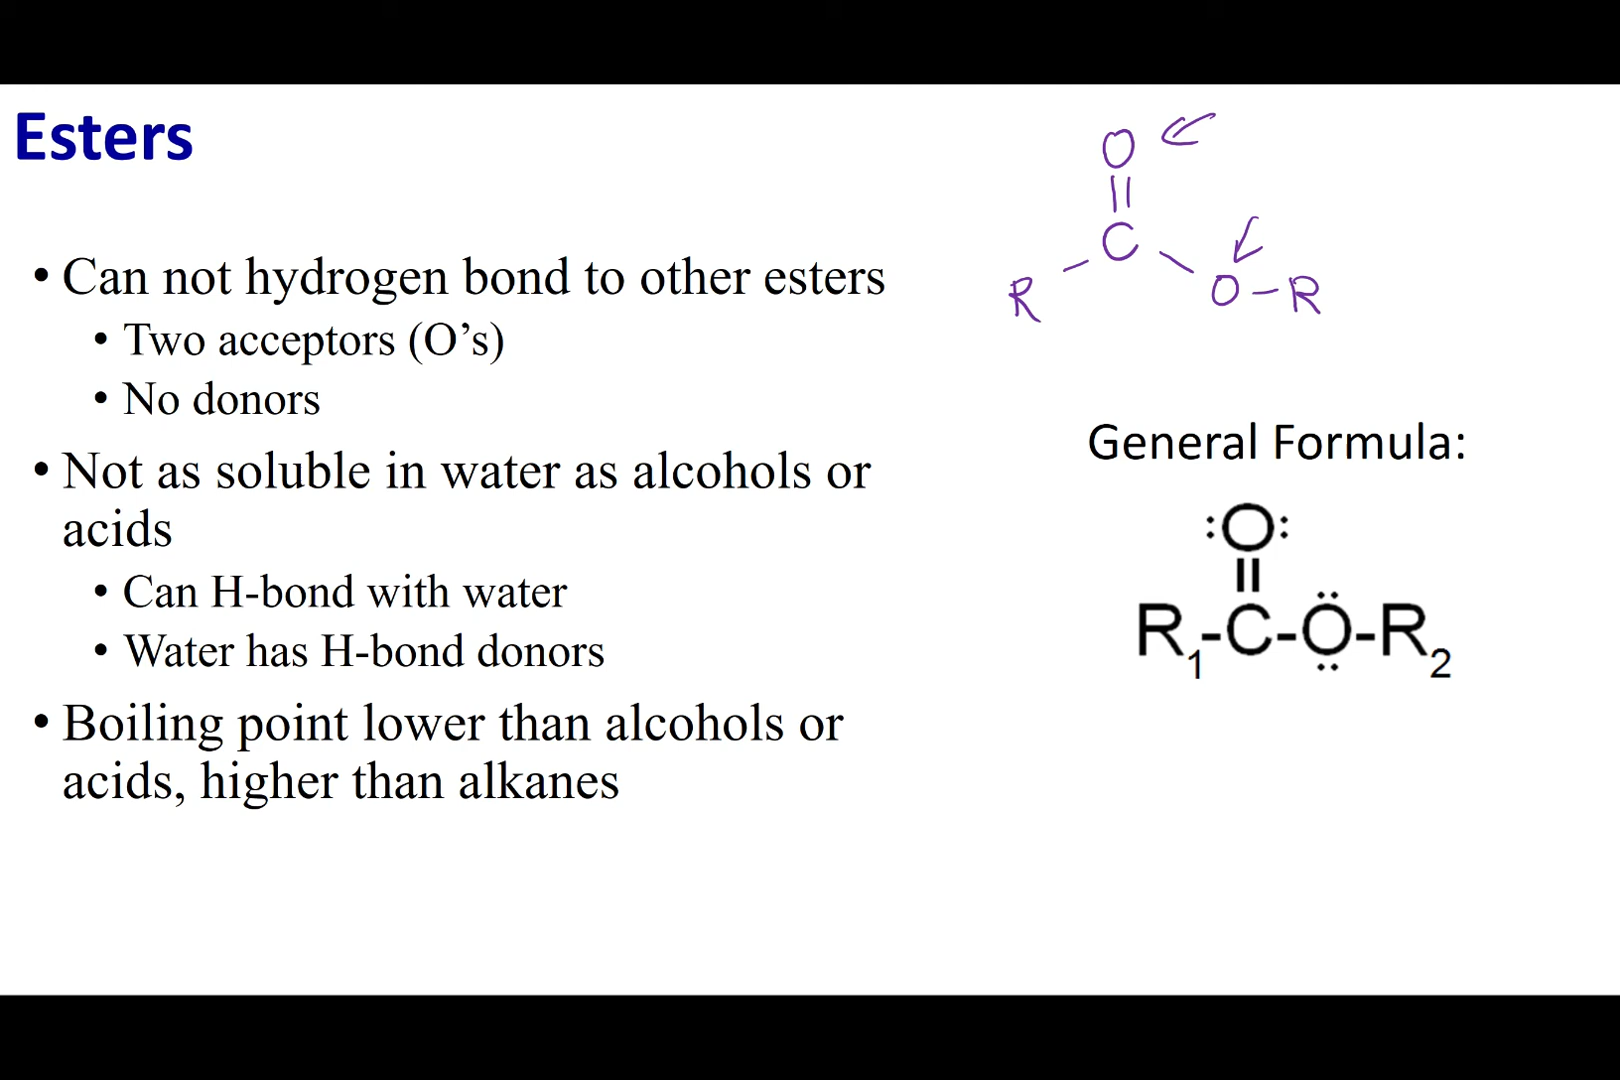 Esters
• Can not hydrogen bond to other esters
• Two acceptors (O’s)
• No donors
• Not as soluble in water as alcohols or
acids
• Can H-bond with water
• Water has H-bond donors
• Boiling point lower than alcohols or
acids, higher than alkanes
O
||
C
R - \ O - R
General Formula:
:O:
||
R₁-C-Ö-R₂